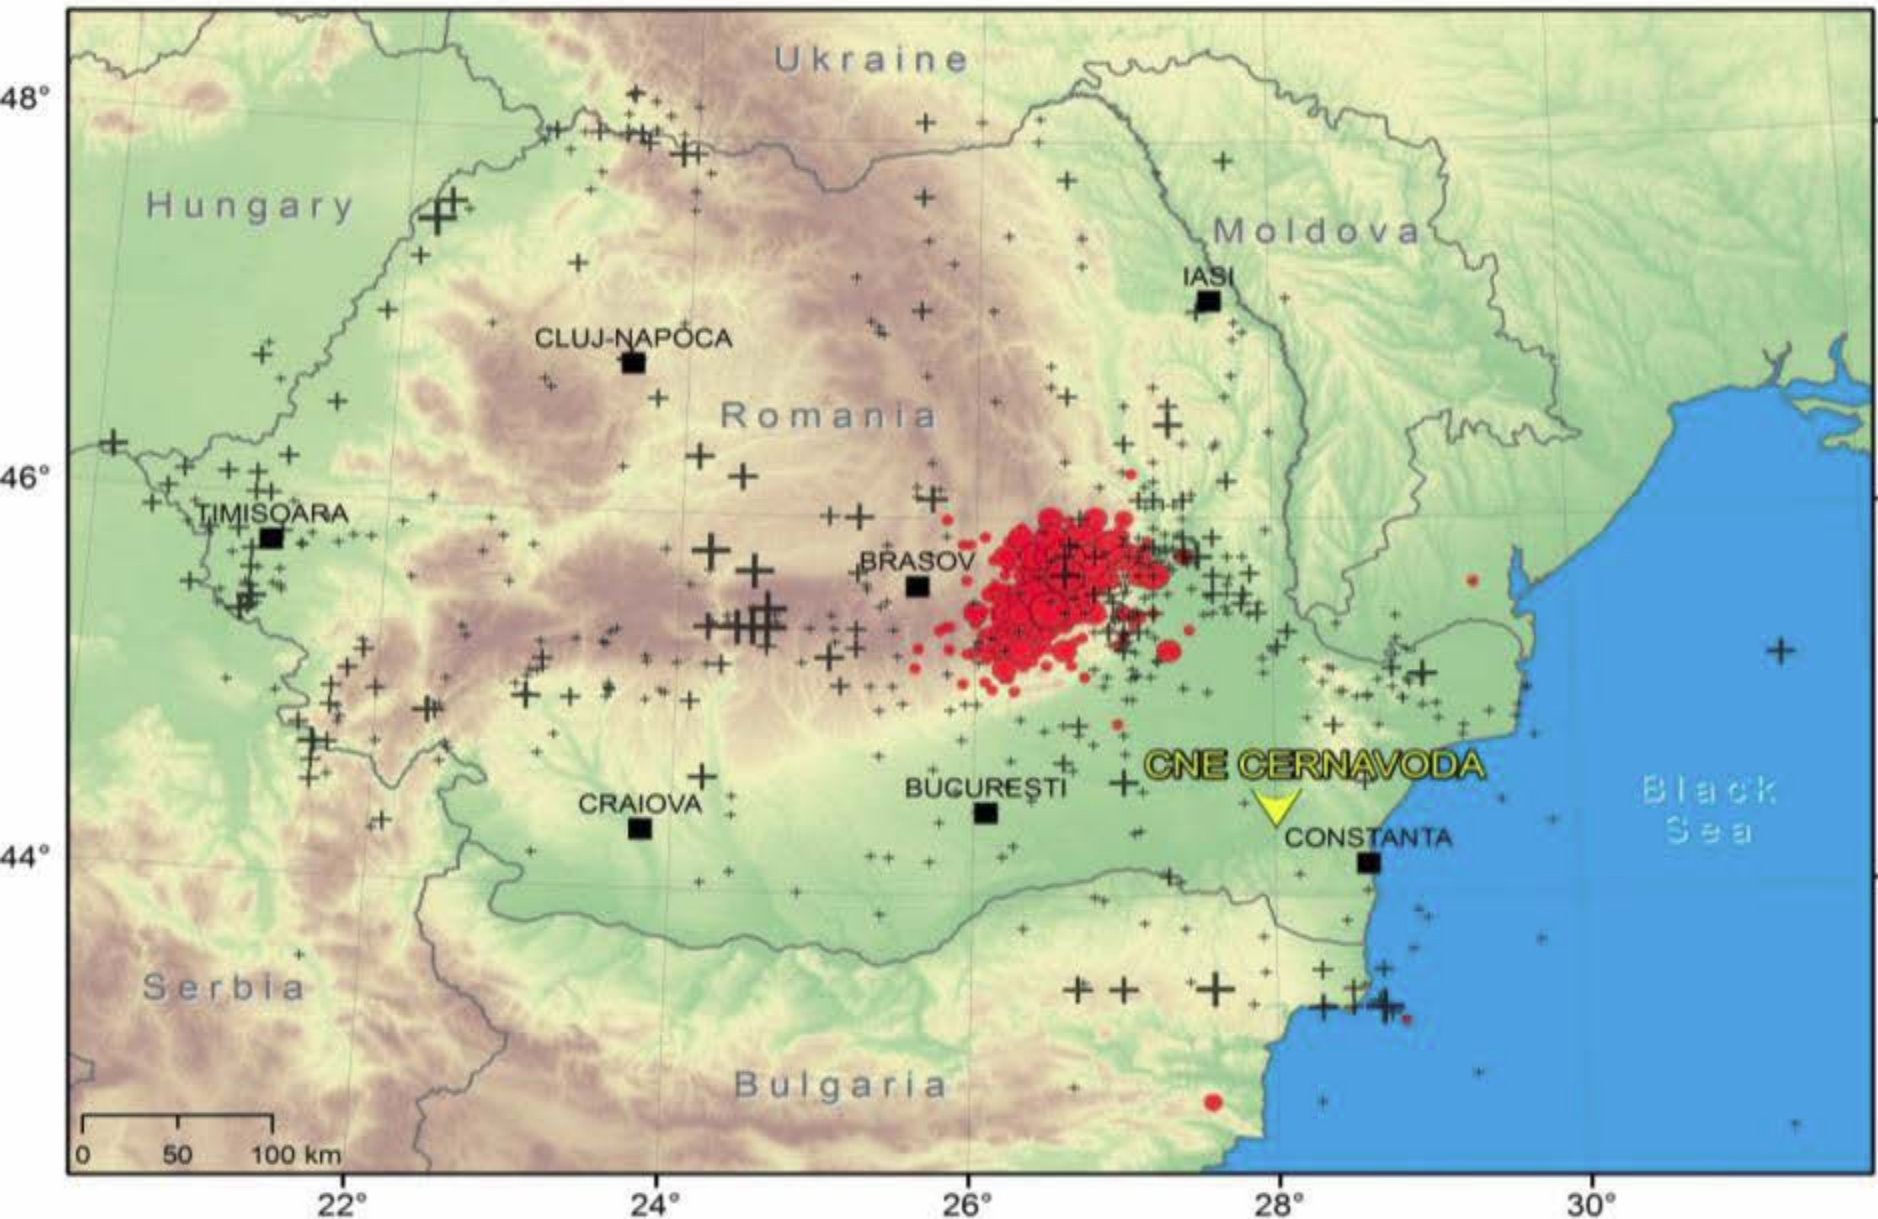 48°
Ukraine
Hungary
Moldova
IASI
CLUJ-NAPOCA
Romania
46°
TIMISOARA
BRASOV
CNE CERNAVODA
BUCUREȘTI
CRAIOVA
Black
Sea
CONSTANTA
44°
Serbia
Bulgaria
0 50 100 km
22° 24° 26° 28° 30°